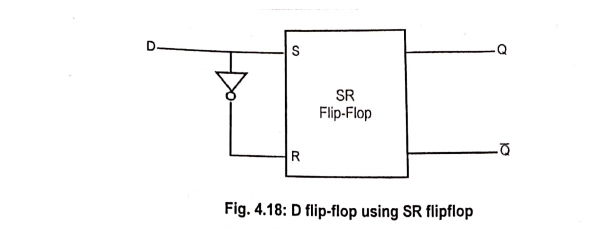 D
S
Q
SR
Flip-Flop
R
Q̅
Fig. 4.18: D flip-flop using SR flipflop